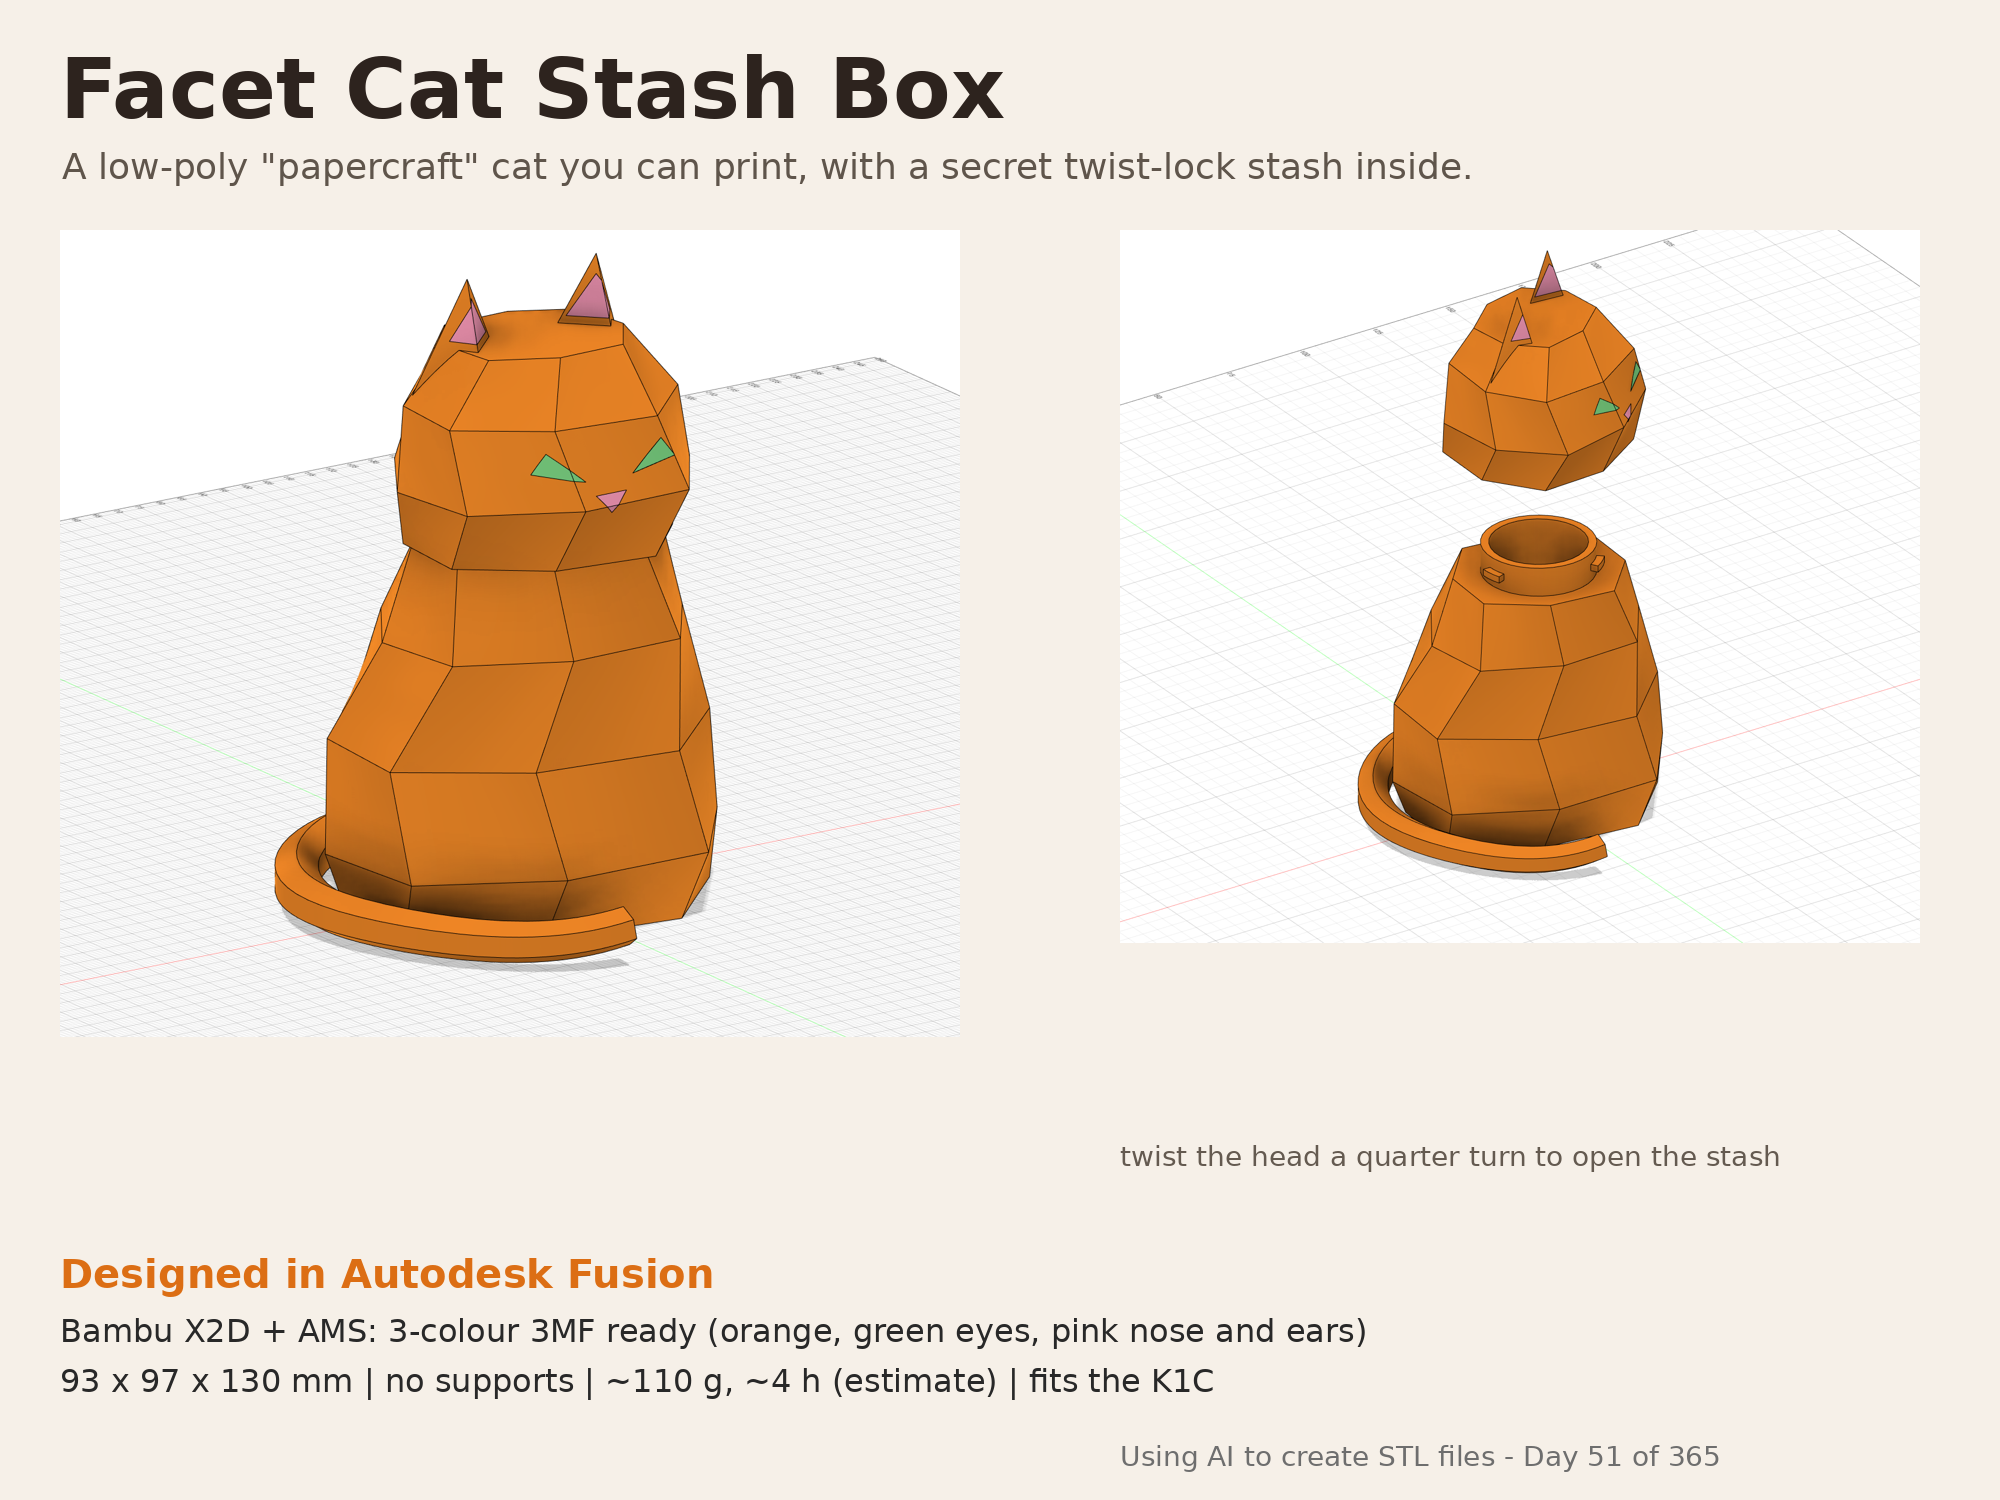 Facet Cat Stash Box
A low-poly "papercraft" cat you can print, with a secret twist-lock stash inside.
twist the head a quarter turn to open the stash
Designed in Autodesk Fusion
Bambu X2D + AMS: 3-colour 3MF ready (orange, green eyes, pink nose and ears)
93 x 97 x 130 mm | no supports | ~110 g, ~4 h (estimate) | fits the K1C
Using AI to create STL files - Day 51 of 365